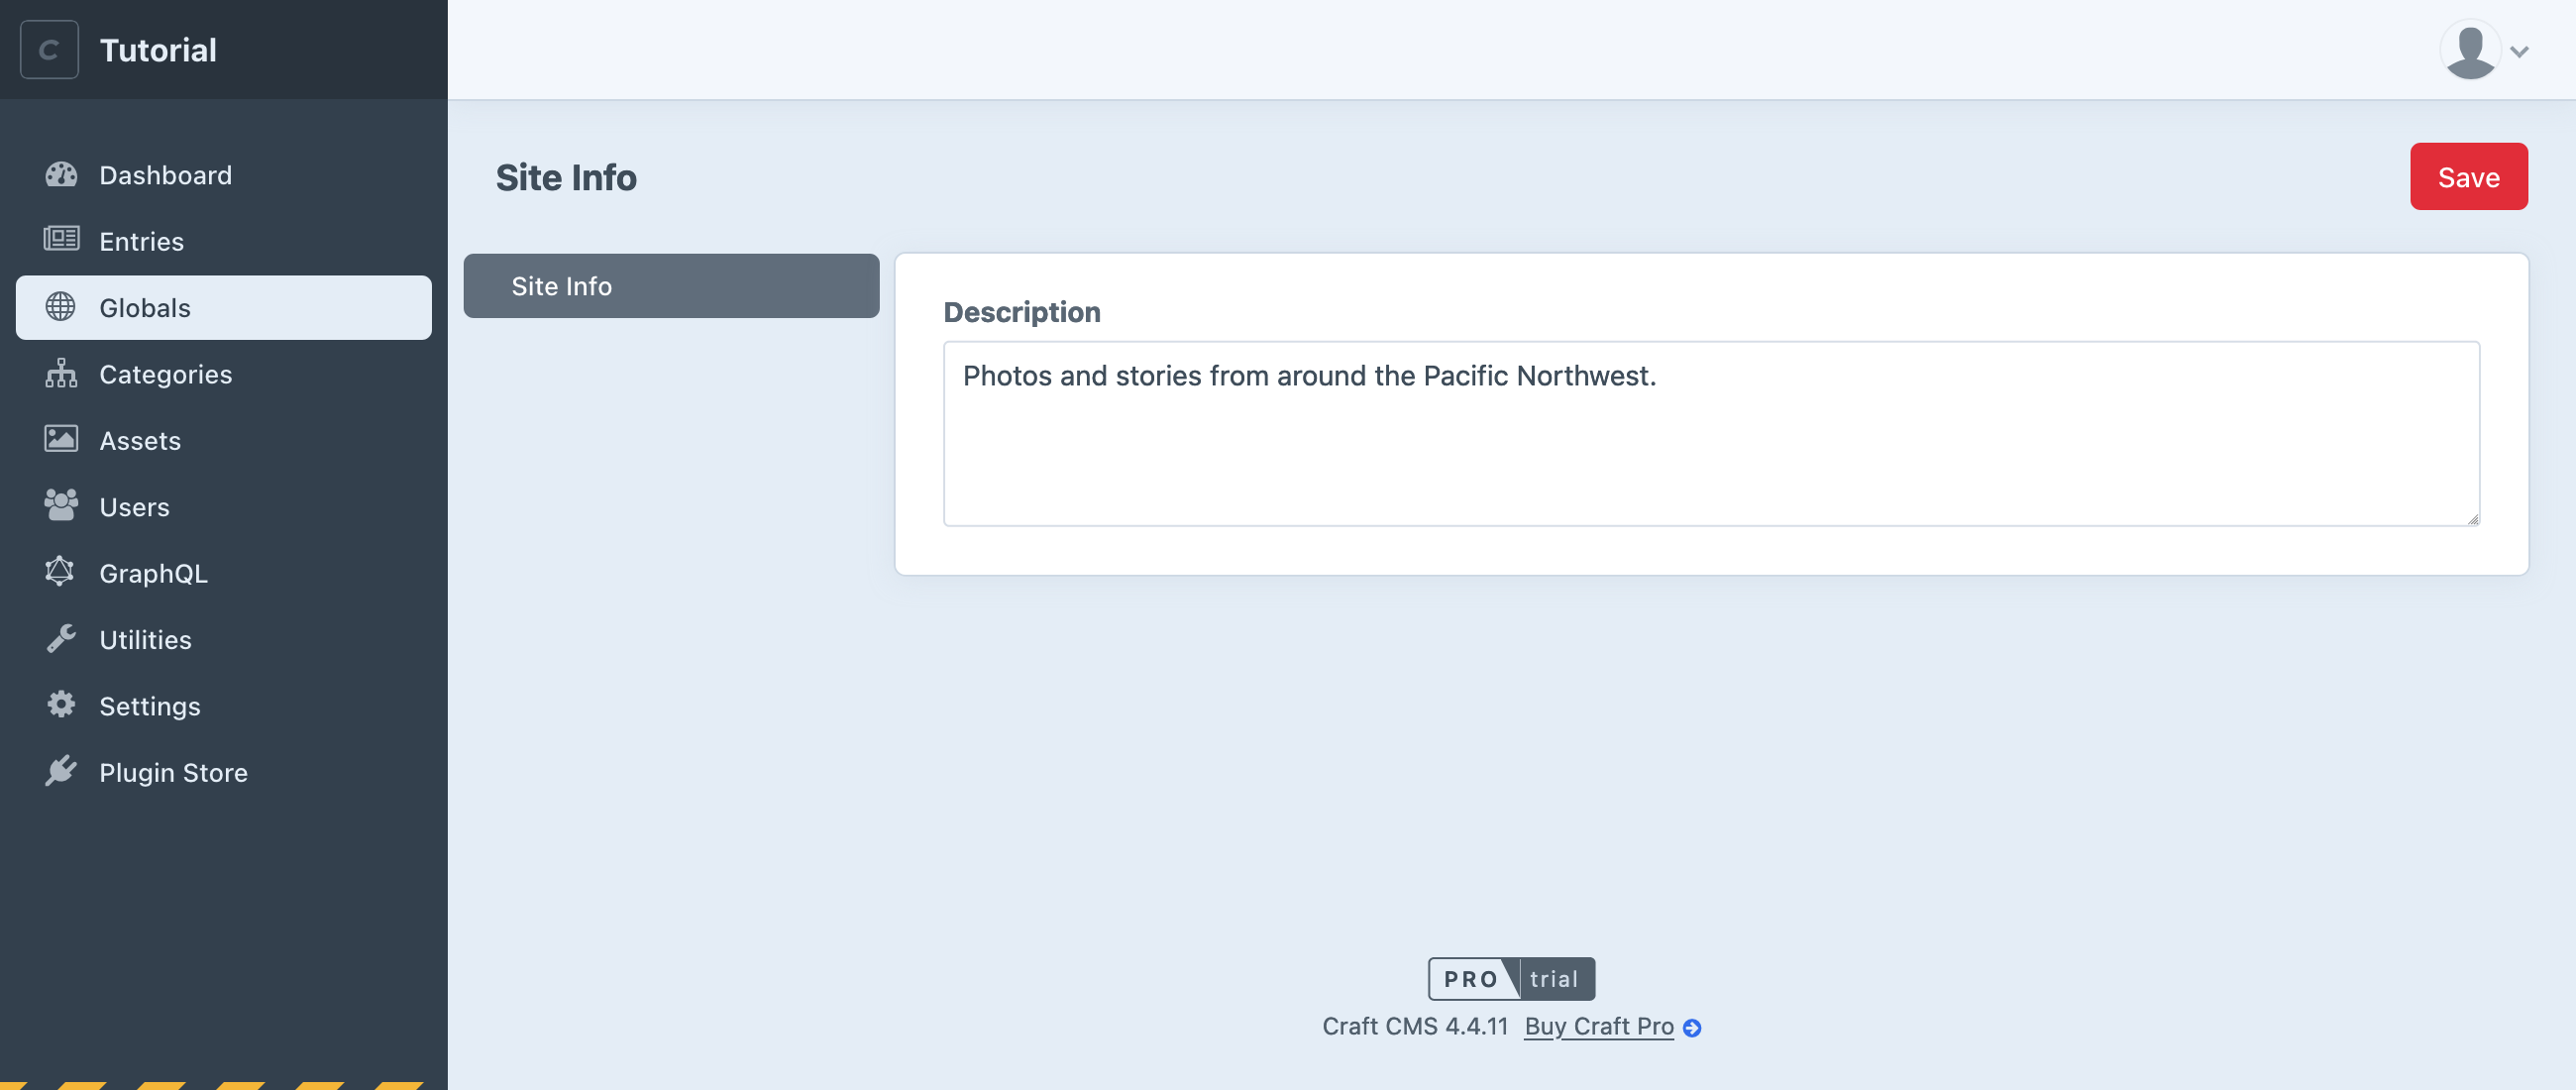 C Tutorial
Dashboard
Entries
Globals
Categories
Assets
Users
GraphQL
Utilities
Settings
Plugin Store
Site Info
Save
Site Info
Description
Photos and stories from around the Pacific Northwest.
PRO trial
Craft CMS 4.4.11 Buy Craft Pro